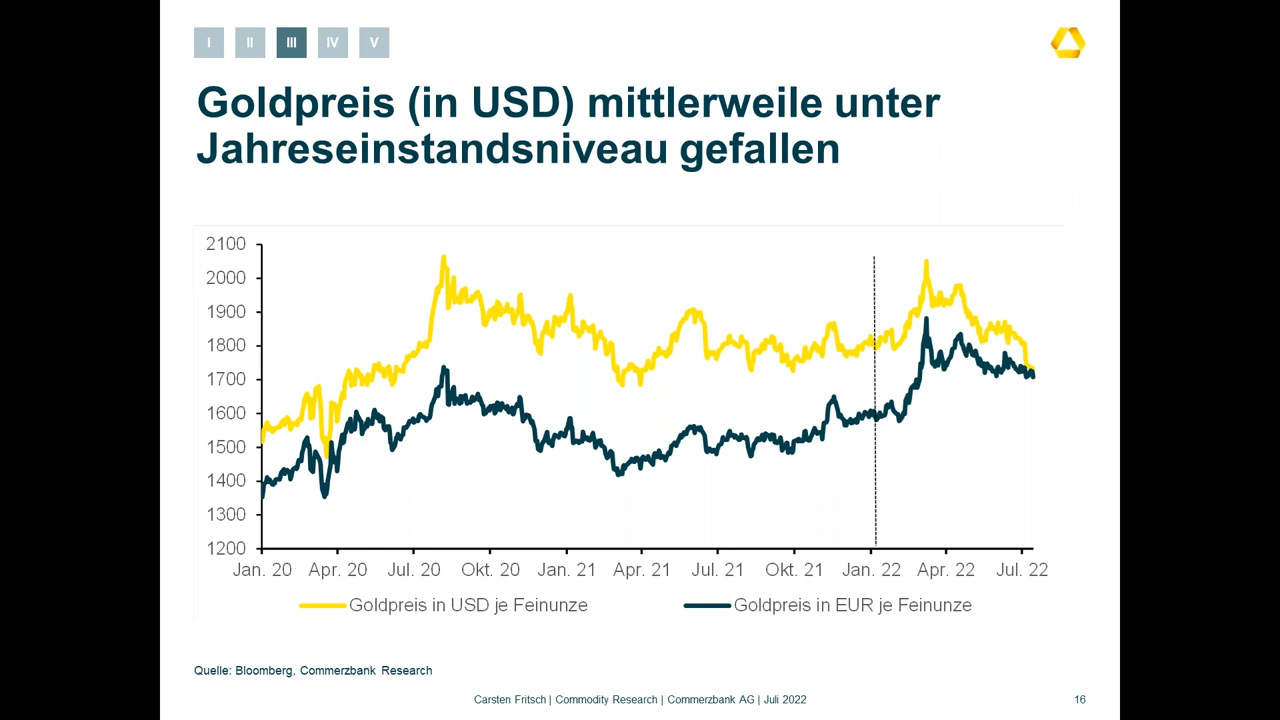 I II III IV V
Goldpreis (in USD) mittlerweile unter
Jahreseinstandsniveau gefallen
2100
2000
1900
1800
1700
1600
1500
1400
1300
1200
Jan. 20 Apr. 20 Jul. 20 Okt. 20 Jan. 21 Apr. 21 Jul. 21 Okt. 21 Jan. 22 Apr. 22 Jul. 22
Goldpreis in USD je Feinunze Goldpreis in EUR je Feinunze
Quelle: Bloomberg, Commerzbank Research
Carsten Fritsch | Commodity Research | Commerzbank AG | Juli 2022 16